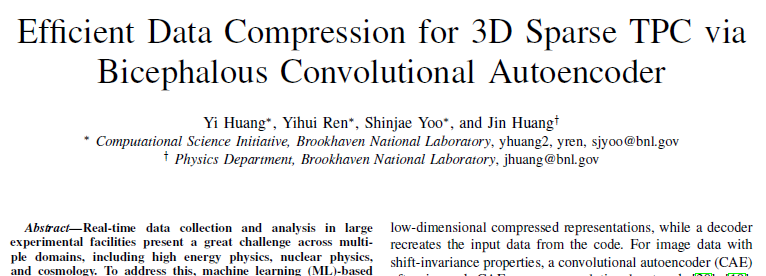 Efficient Data Compression for 3D Sparse TPC via
Bicephalous Convolutional Autoencoder
Yi Huang*, Yihui Ren*, Shinjae Yoo*, and Jin Huang†
* Computational Science Initiative, Brookhaven National Laboratory, yhuang2, yren, sjyoo@bnl.gov
† Physics Department, Brookhaven National Laboratory, jhuang@bnl.gov
Abstract—Real-time data collection and analysis in large
experimental facilities present a great challenge across multi-
ple domains, including high energy physics, nuclear physics,
and cosmology. To address this, machine learning (ML)-based
low-dimensional compressed representations, while a decoder
recreates the input data from the code. For image data with
shift-invariance properties, a convolutional autoencoder (CAE)